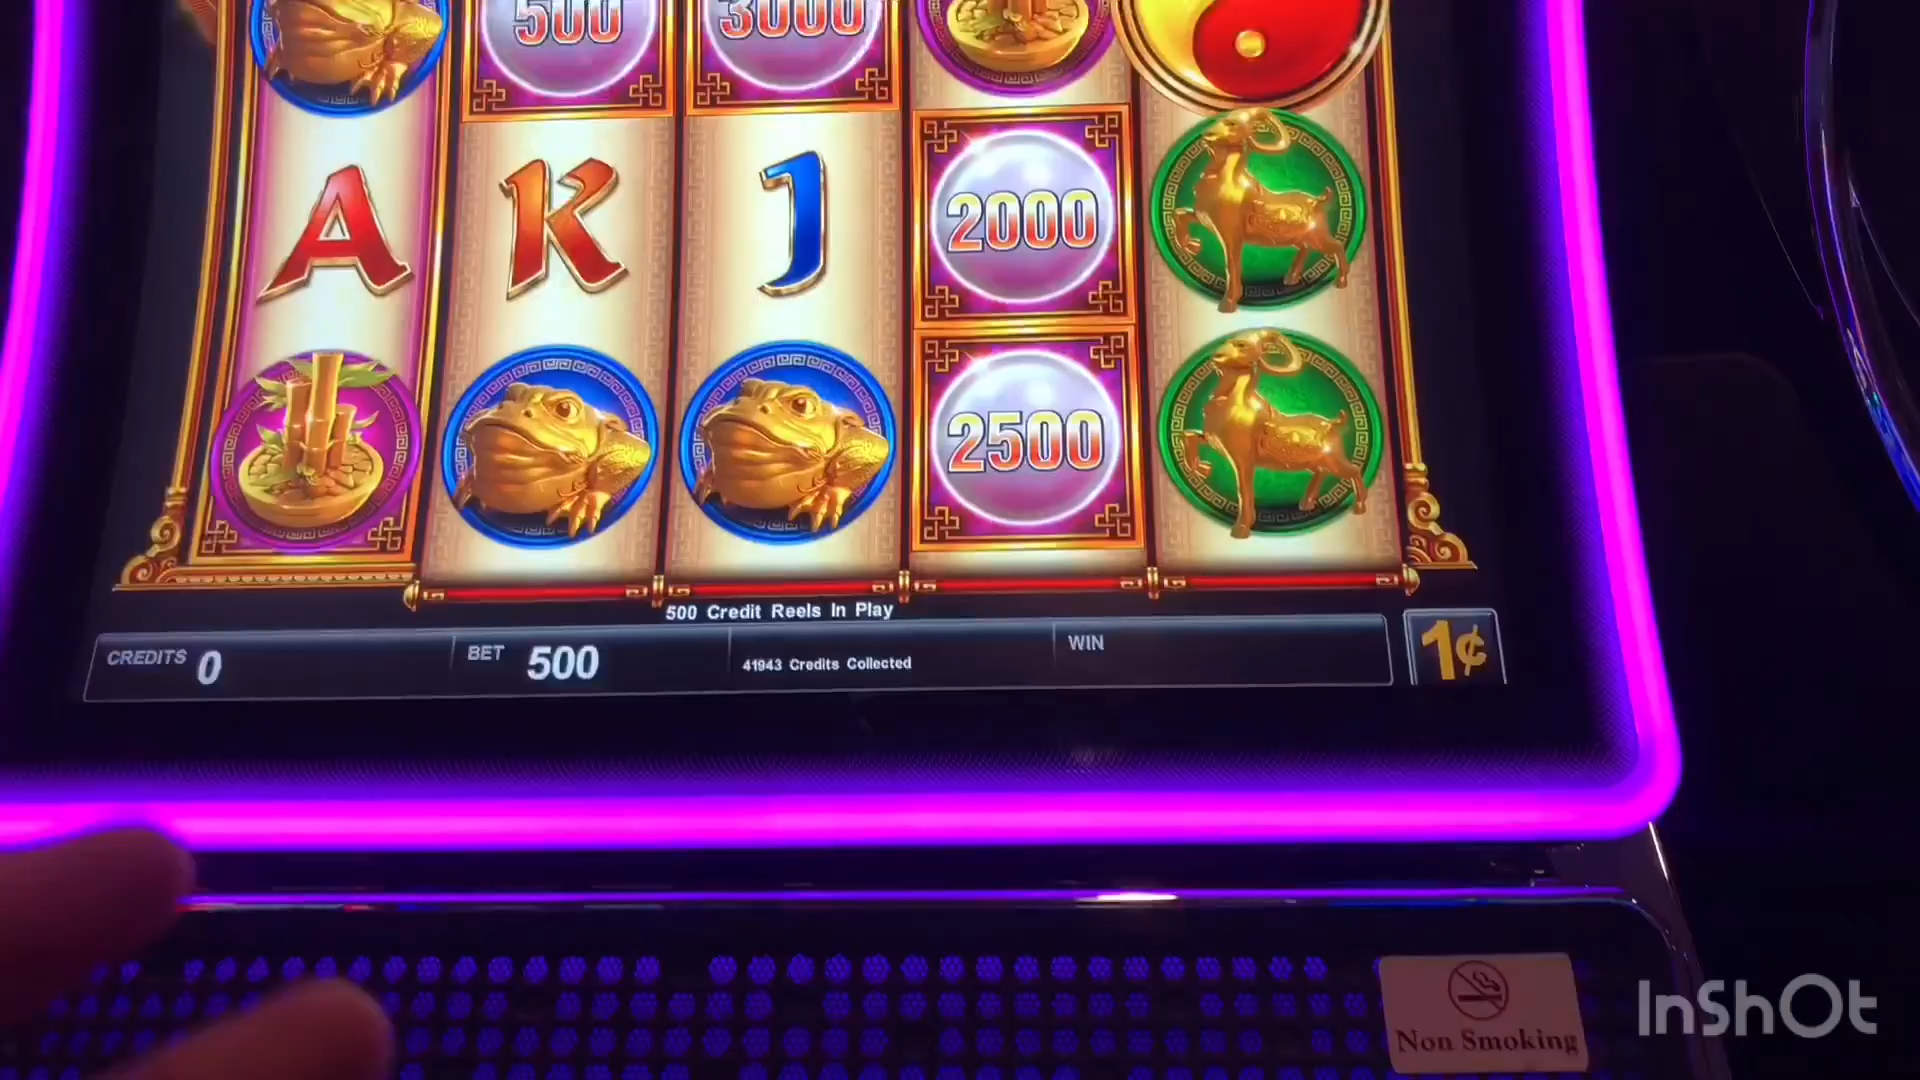 500
3000
A
K
J
2000
2500
500 Credit Reels In Play
CREDITS 0
BET 500
41943 Credits Collected
WIN
1¢
Non Smoking
InShOt